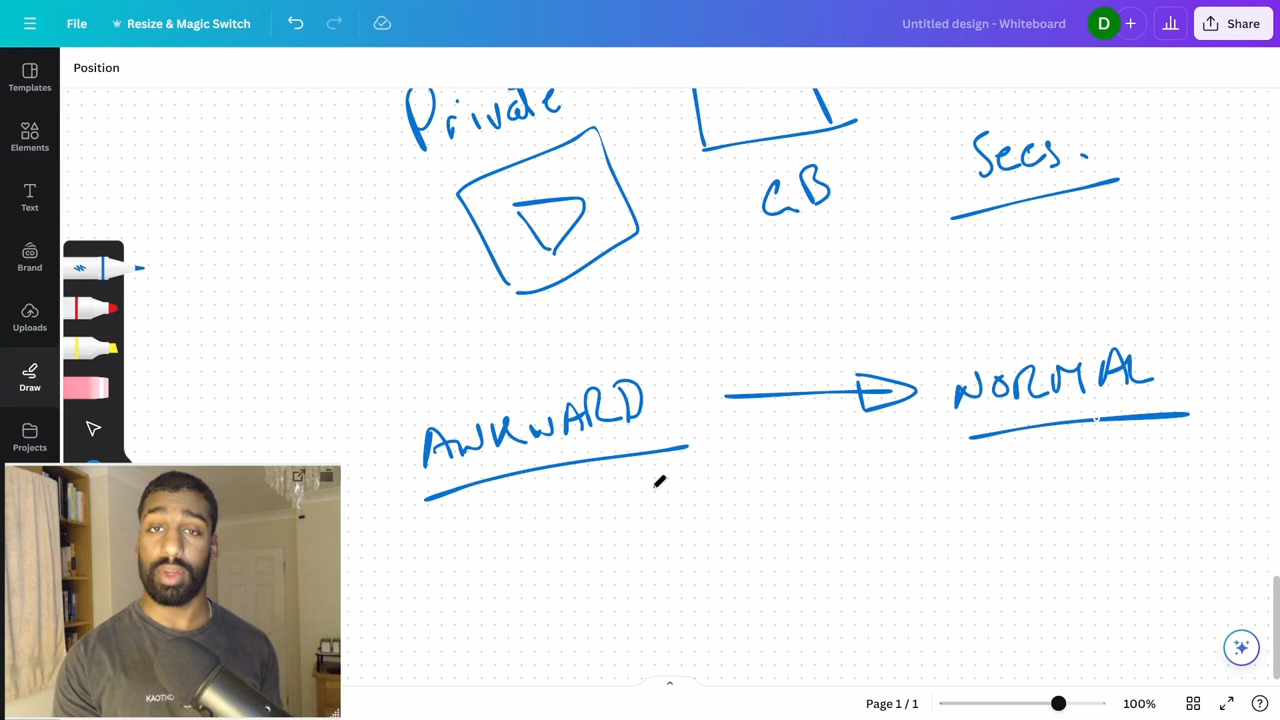 File
Resize & Magic Switch
Untitled design - Whiteboard
D
Share
Position
Templates
Elements
Text
Brand
Uploads
Draw
Projects
Private
GB
Secs.
AWKWARD
NORMAL
KAOTIKO
Page 1 / 1
100%